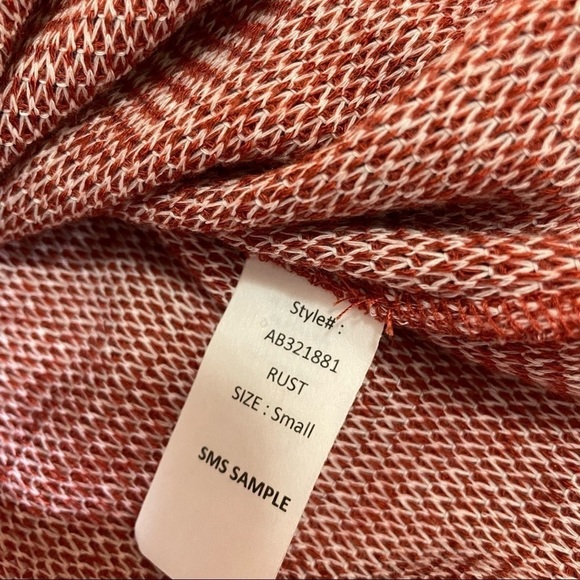 Style# :
AB321881
RUST
SIZE : Small
SMS SAMPLE